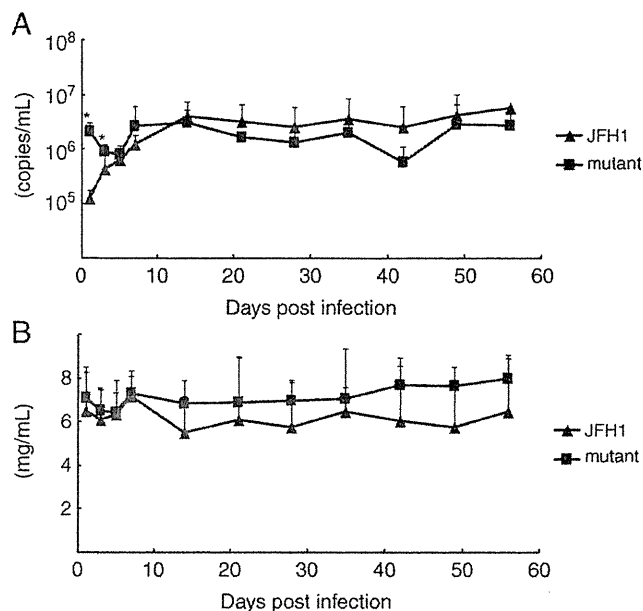 A
10⁸
10⁷
10⁶
10⁵
(copies/mL)
*
*
JFH1
mutant
0 10 20 30 40 50 60
Days post infection
B
8
6
4
2
(mg/mL)
JFH1
mutant
0 10 20 30 40 50 60
Days post infection